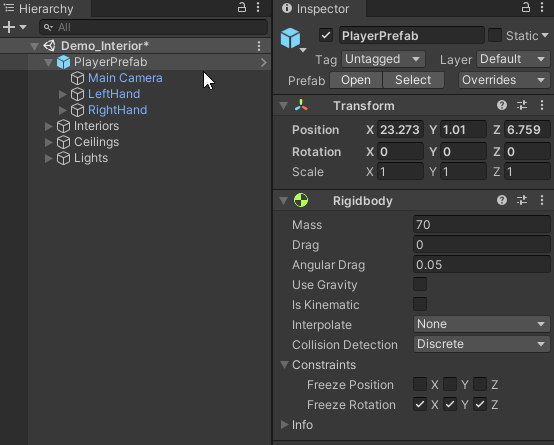 Hierarchy
All
Demo_Interior*
PlayerPrefab
Main Camera
LeftHand
RightHand
Interiors
Ceilings
Lights
Inspector
PlayerPrefab Static
Tag Untagged Layer Default
Prefab Open Select Overrides
Transform
Position X 23.273 Y 1.01 Z 6.759
Rotation X 0 Y 0 Z 0
Scale X 1 Y 1 Z 1
Rigidbody
Mass 70
Drag 0
Angular Drag 0.05
Use Gravity
Is Kinematic
Interpolate None
Collision Detection Discrete
Constraints
Freeze Position X Y Z
Freeze Rotation X Y Z
Info